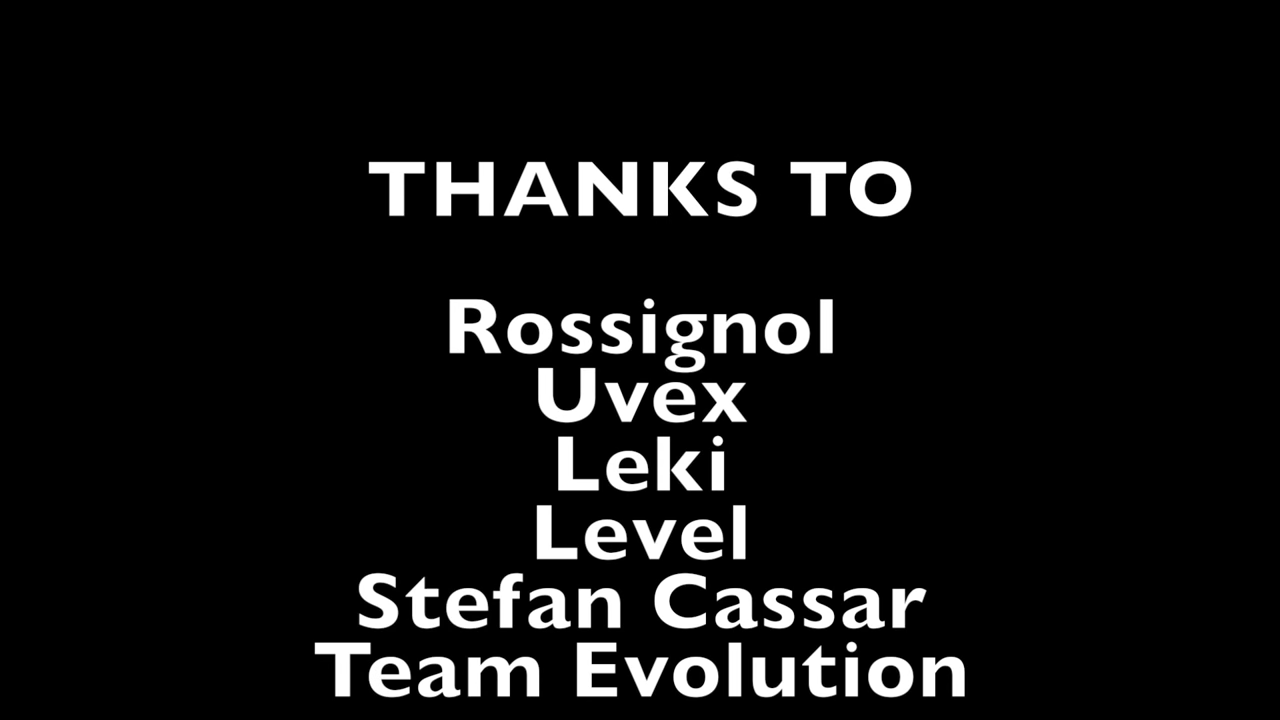 THANKS TO
Rossignol
Uvex
Leki
Level
Stefan Cassar
Team Evolution